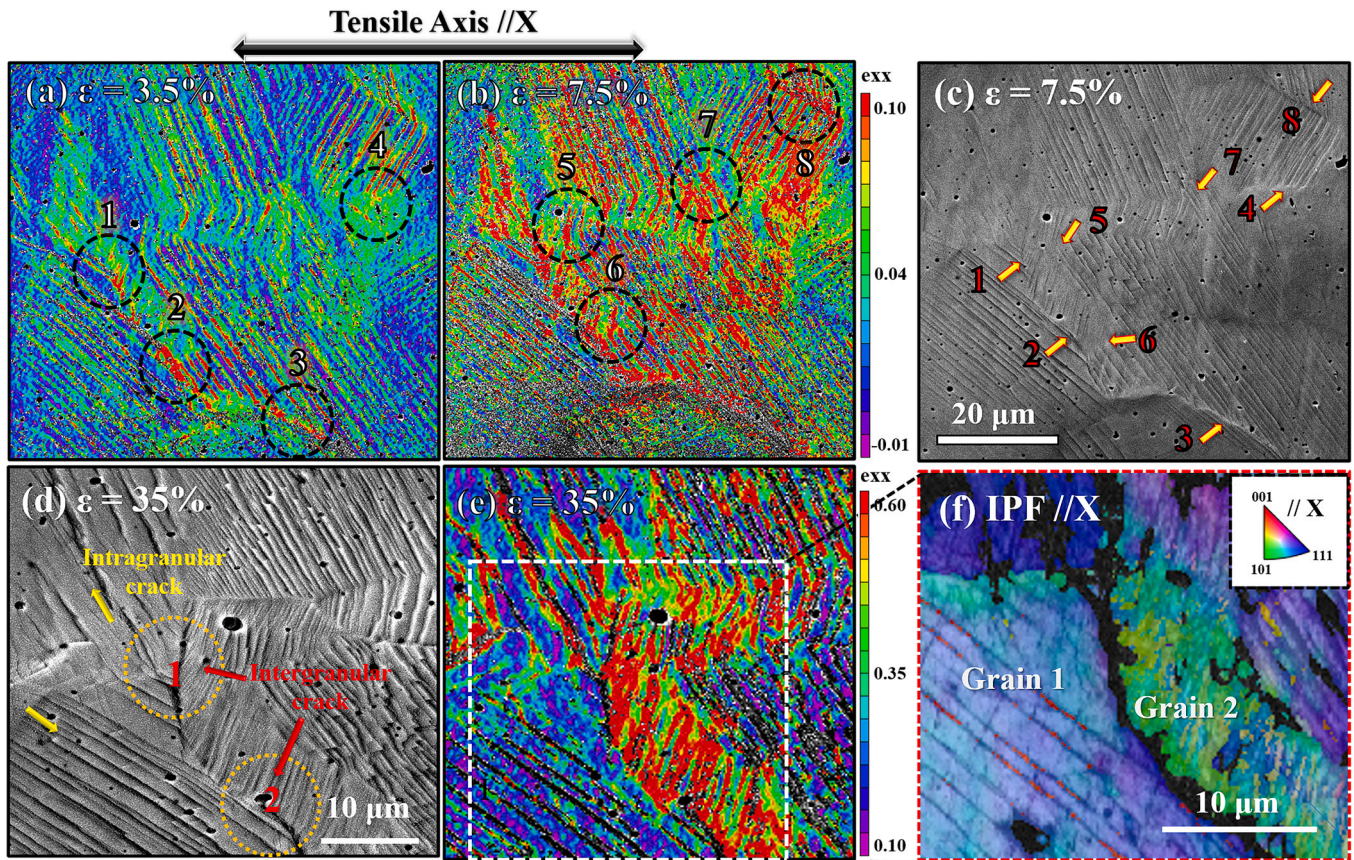 Tensile Axis //X
(a) ε = 3.5%
1
2
3
4
(b) ε = 7.5%
5
6
7
8
exx
0.10
0.04
-0.01
(c) ε = 7.5%
8
7
4
5
1
2
6
3
20 μm
(d) ε = 35%
Intragranular
crack
1
Intergranular
crack
2
10 μm
(e) ε = 35%
exx
0.60
0.35
0.10
(f) IPF //X
001
// X
111
101
Grain 1
Grain 2
10 μm